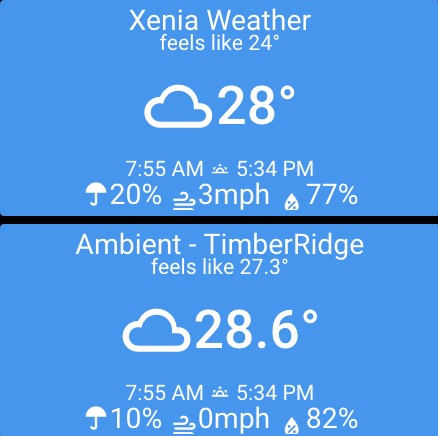 Xenia Weather
feels like 24°
28°
7:55 AM 5:34 PM
20% 3mph 77%
Ambient - TimberRidge
feels like 27.3°
28.6°
7:55 AM 5:34 PM
10% 0mph 82%